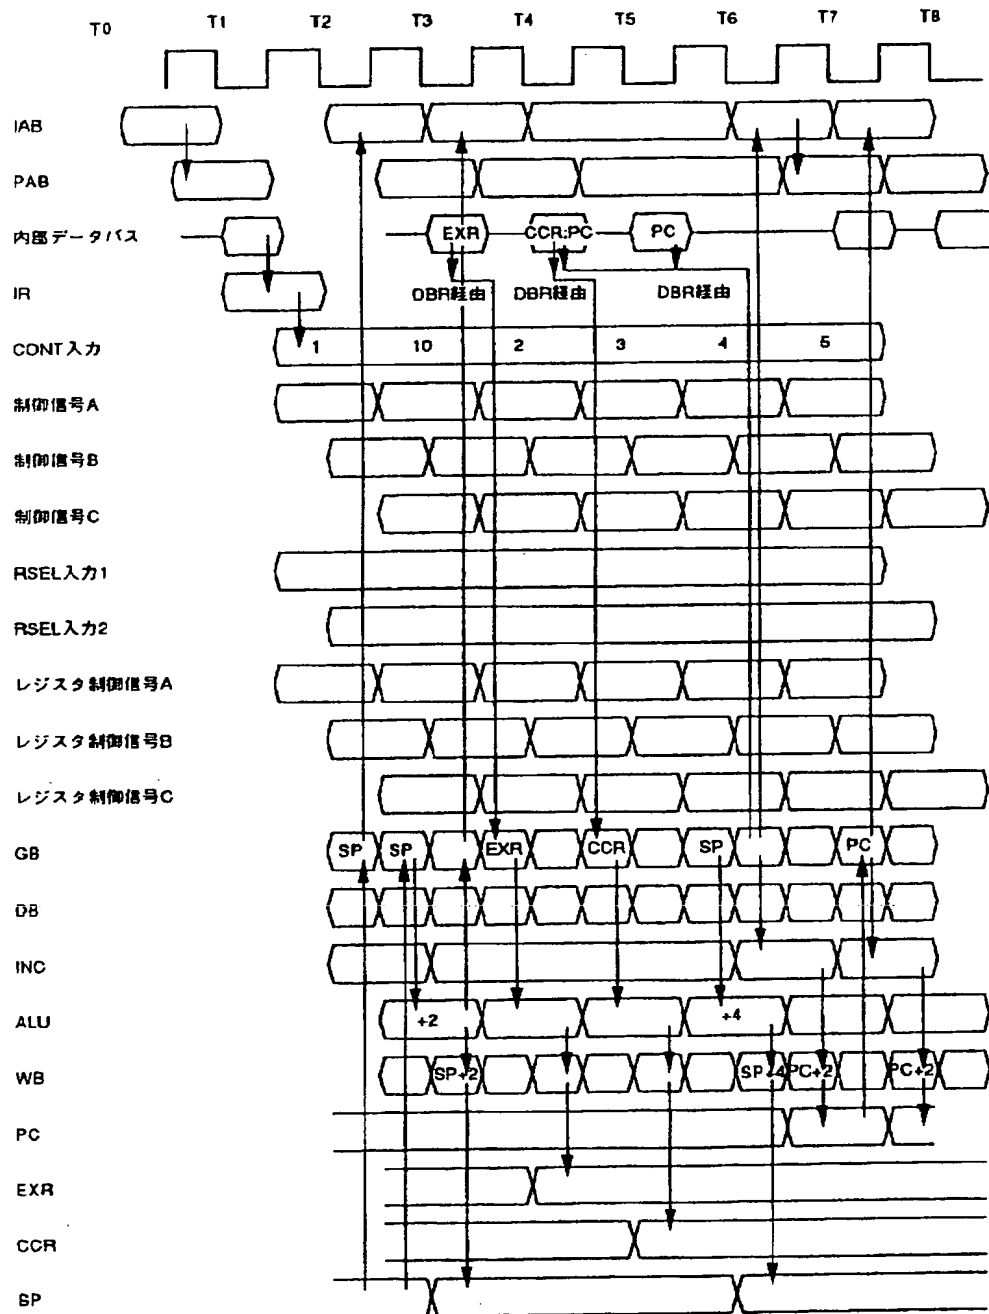 T0 T1 T2 T3 T4 T5 T6 T7 T8
IAB
PAB
内部データバス EXR CCR:PC PC
IR DBR経由 DBR経由 DBR経由
CONT入力 1 10 2 3 4 5
制御信号A
制御信号B
制御信号C
RSEL入力1
RSEL入力2
レジスタ制御信号A
レジスタ制御信号B
レジスタ制御信号C
GB SP SP EXR CCR SP PC
DB
INC
ALU +2 +4
WB SP+2 SP+4 PC+2 PC+2
PC
EXR
CCR
SP